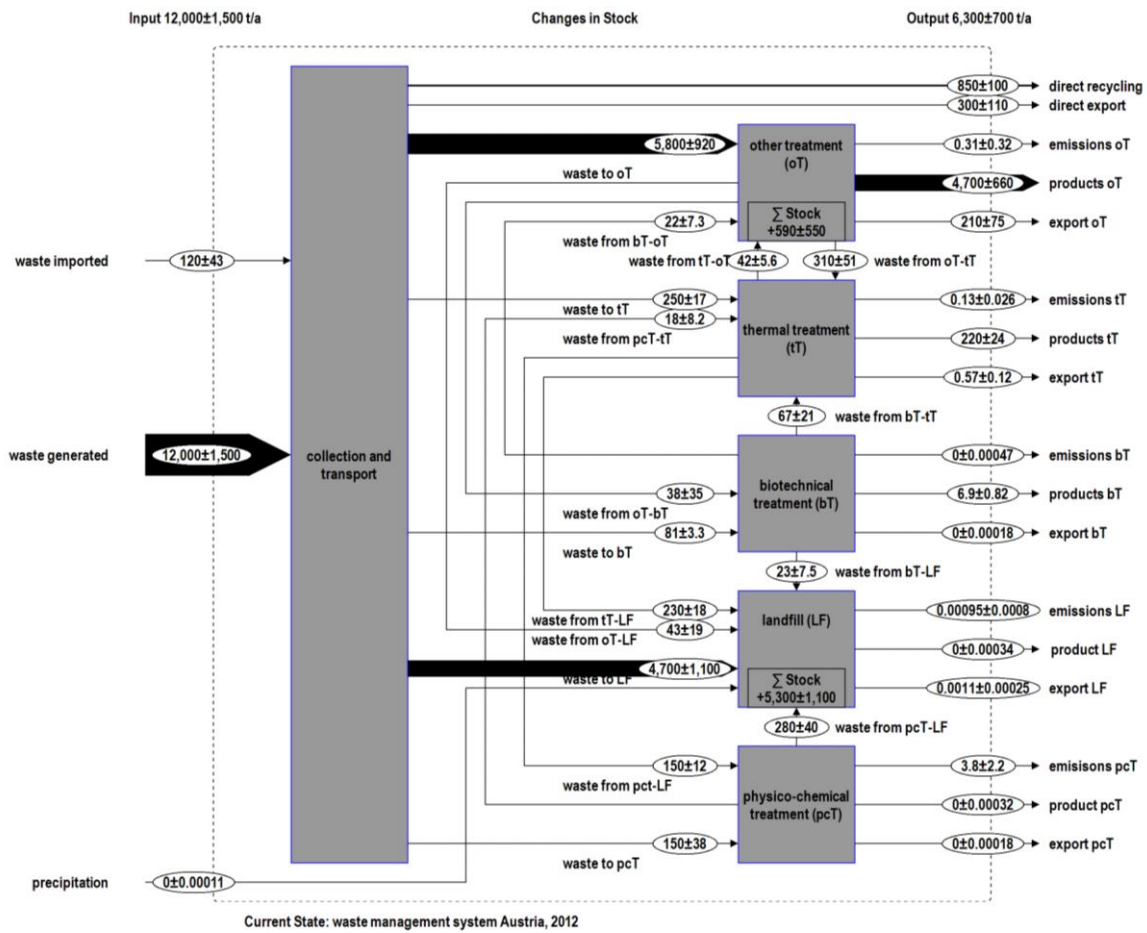 Input 12,000±1,500 t/a
Changes in Stock
Output 6,300±700 t/a
850±100
direct recycling
300±110
direct export
5,800±920
other treatment
(oT)
0.31±0.32
emissions oT
waste to oT
4,700±660
products oT
∑ Stock
+590±550
22±7.3
210±75
export oT
waste from bT-oT
waste imported
120±43
waste from tT-oT
42±5.6
310±51
waste from oT-tT
250±17
0.13±0.026
emissions tT
waste to tT
18±8.2
thermal treatment
(tT)
waste from pcT-tT
220±24
products tT
0.57±0.12
export tT
67±21
waste from bT-tT
waste generated
12,000±1,500
collection and
transport
0±0.00047
emissions bT
38±35
biotechnical
treatment (bT)
6.9±0.82
products bT
waste from oT-bT
81±3.3
0±0.00018
export bT
waste to bT
23±7.5
waste from bT-LF
230±18
landfill (LF)
0.00095±0.0008
emissions LF
waste from tT-LF
43±19
waste from oT-LF
0±0.00034
product LF
4,700±1,100
waste to LF
∑ Stock
+5,300±1,100
0.0011±0.00025
export LF
280±40
waste from pcT-LF
150±12
3.8±2.2
emisisons pcT
waste from pct-LF
physico-chemical
treatment (pcT)
0±0.00032
product pcT
150±38
0±0.00018
export pcT
waste to pcT
precipitation
0±0.00011
Current State: waste management system Austria, 2012